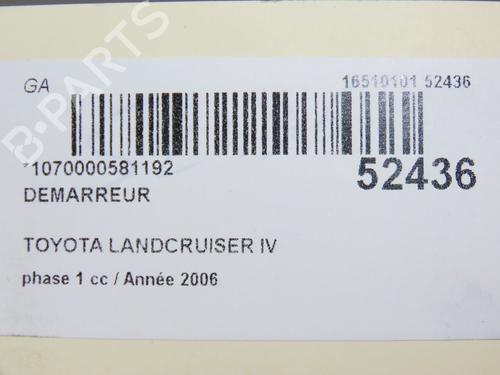 GA
16510101 52436
*1070000581192
52436
DEMARREUR
TOYOTA LANDCRUISER IV
phase 1 cc / Année 2006
B-PARTS